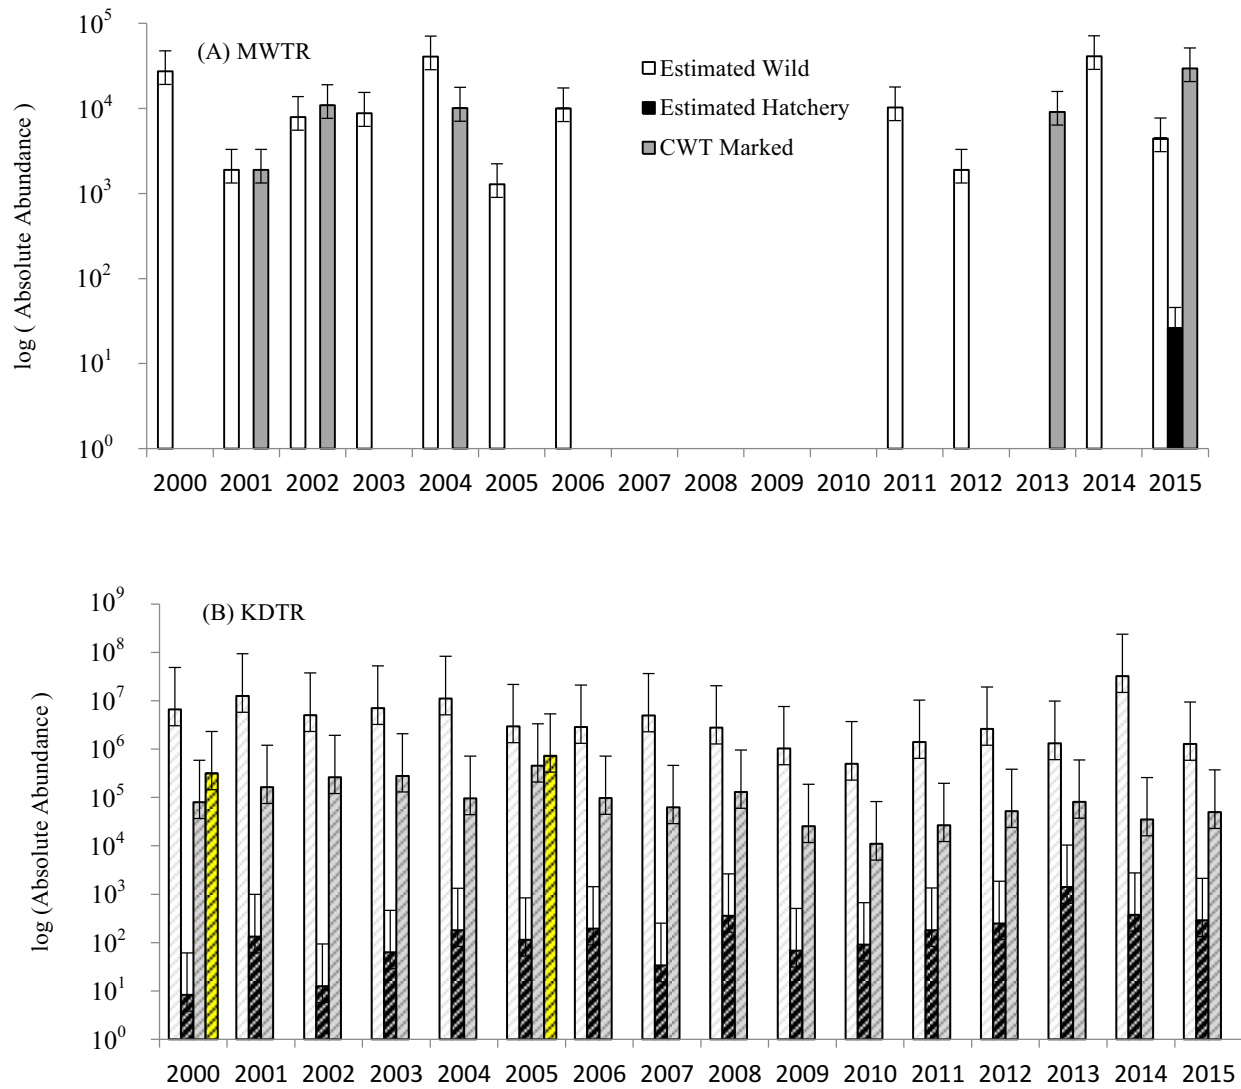 (A) MWTR
log ( Absolute Abundance )
10^5
10^4
10^3
10^2
10^1
10^0
Estimated Wild
Estimated Hatchery
CWT Marked
2000 2001 2002 2003 2004 2005 2006 2007 2008 2009 2010 2011 2012 2013 2014 2015
(B) KDTR
log (Absolute Abundance )
10^9
10^8
10^7
10^6
10^5
10^4
10^3
10^2
10^1
10^0
2000 2001 2002 2003 2004 2005 2006 2007 2008 2009 2010 2011 2012 2013 2014 2015